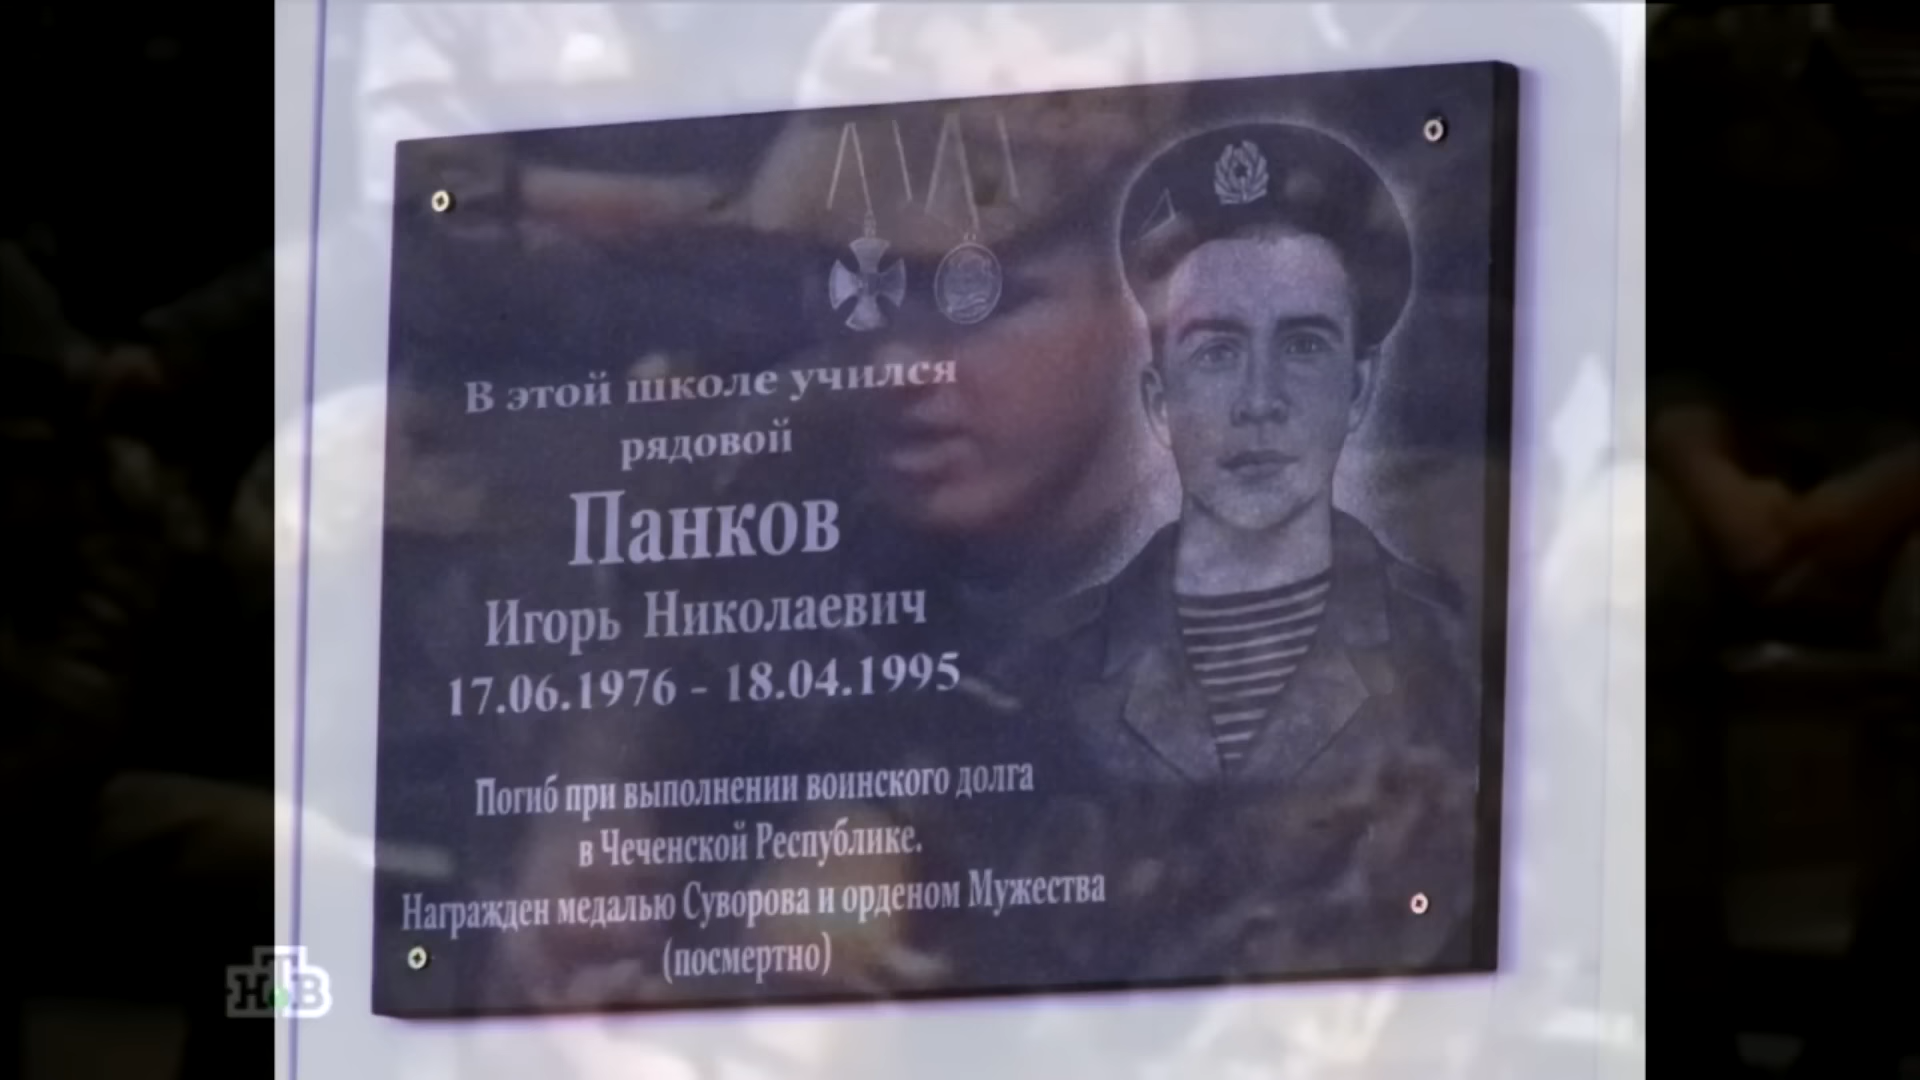 В этой школе учился
рядовой
Панков
Игорь Николаевич
17.06.1976 - 18.04.1995
Погиб при выполнении воинского долга
в Чеченской Республике.
Награжден медалью Суворова и орденом Мужества
(посмертно)
НТВ